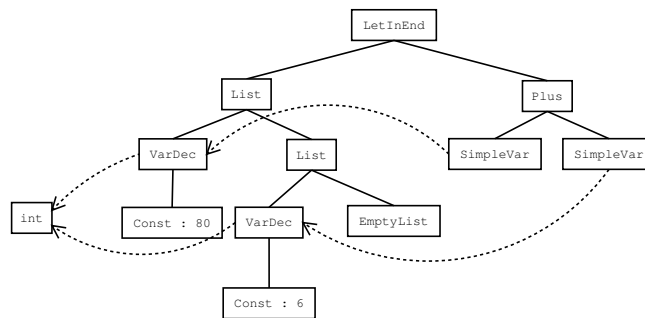 LetInEnd
List
Plus
VarDec
List
SimpleVar
SimpleVar
int
Const : 80
VarDec
EmptyList
Const : 6